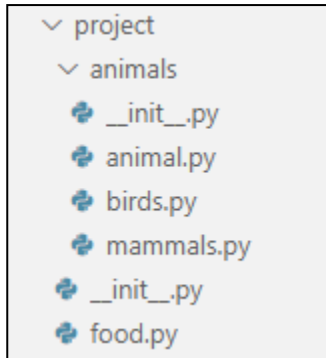 project
animals
__init__.py
animal.py
birds.py
mammals.py
__init__.py
food.py